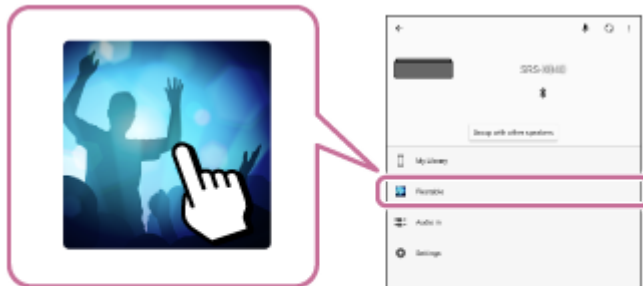 SRS-XB40
Group with other speakers
My Library
Fiestable
Audio in
Settings